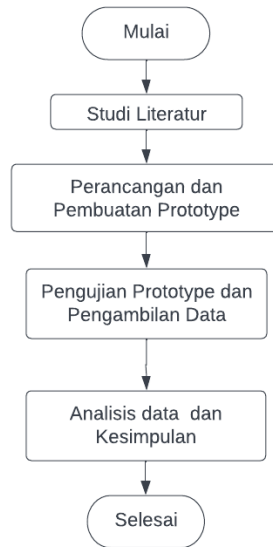 Mulai
Studi Literatur
Perancangan dan
Pembuatan Prototype
Pengujian Prototype dan
Pengambilan Data
Analisis data dan
Kesimpulan
Selesai